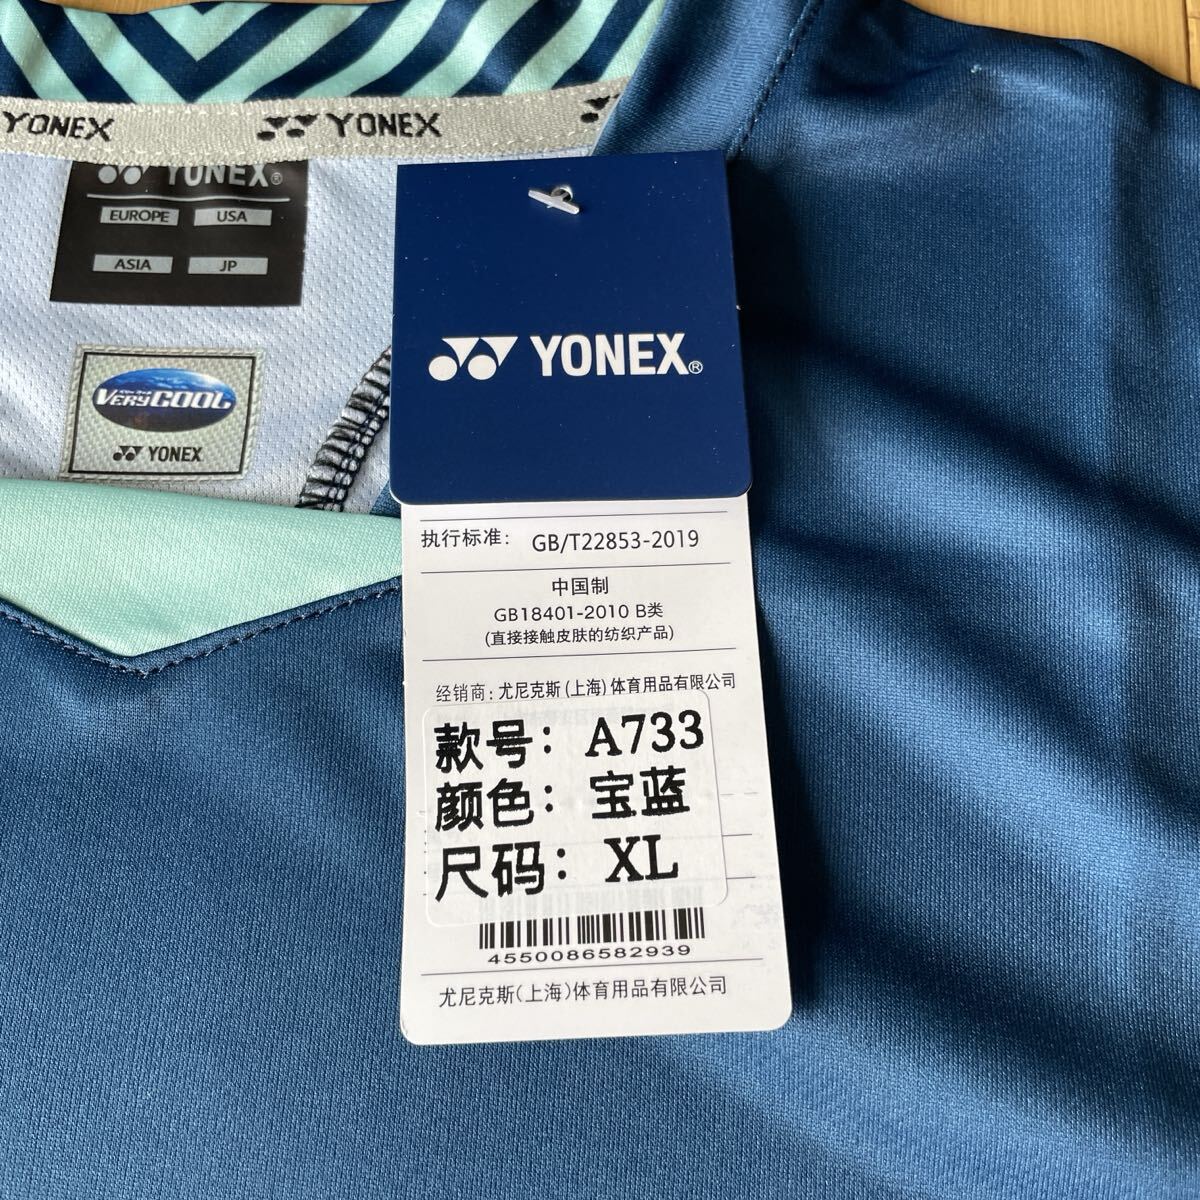 YONEX
YONEX
YONEX®
EUROPE USA
ASIA JP
VERYCOOL
YONEX
YONEX®
执行标准: GB/T22853-2019
中国制
GB18401-2010 B类
(直接接触皮肤的纺织产品)
经销商:尤尼克斯(上海)体育用品有限公司
款号: A733
颜色: 宝蓝
尺码: XL
4550086582939
尤尼克斯(上海)体育用品有限公司